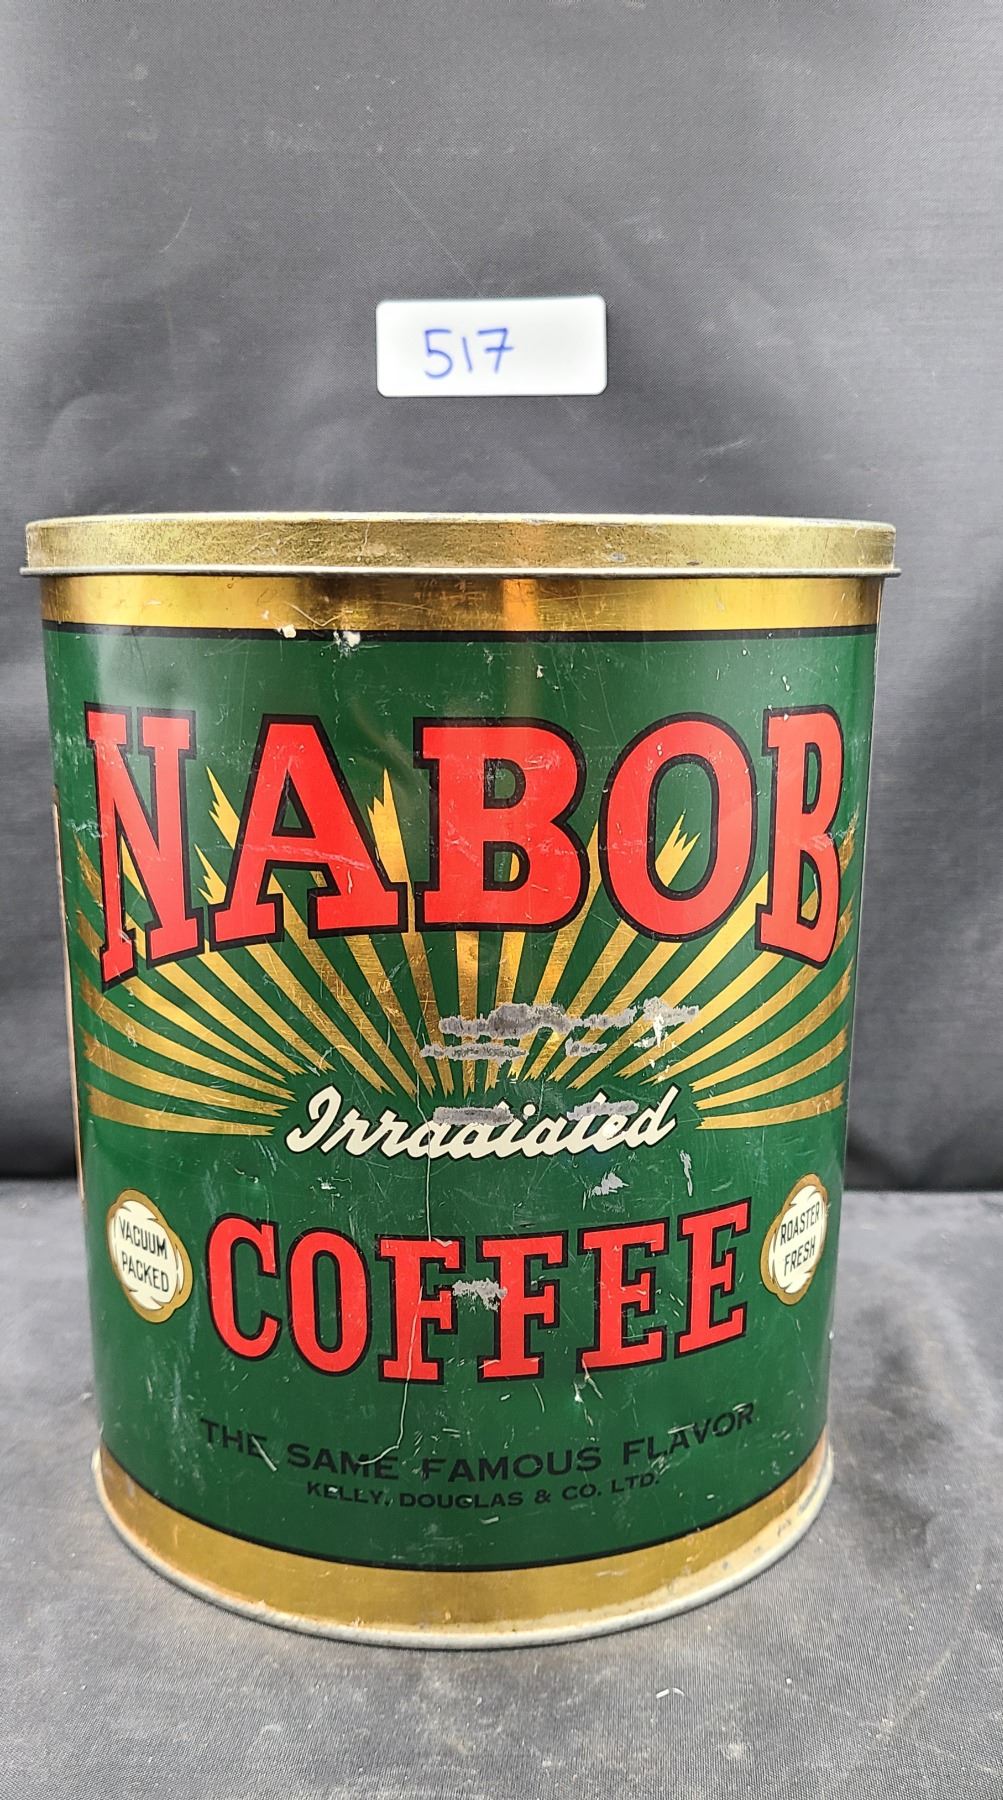 517
NABOB
Irradiated
VACUUM
PACKED
COFFEE
ROASTER
FRESH
THE SAME FAMOUS FLAVOR
KELLY, DOUGLAS & CO. LTD.